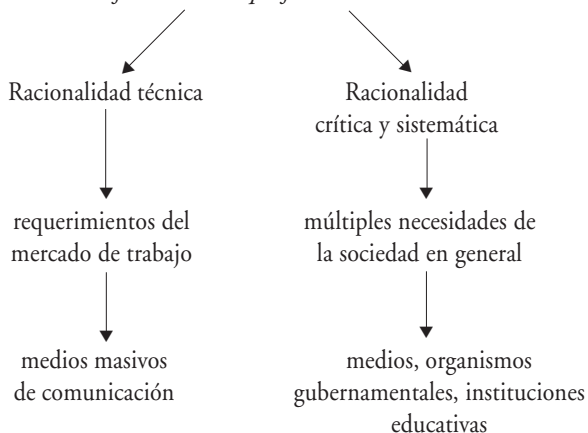 Racionalidad técnica
Racionalidad
crítica y sistemática
requerimientos del
mercado de trabajo
múltiples necesidades de
la sociedad en general
medios masivos
de comunicación
medios, organismos
gubernamentales, instituciones
educativas